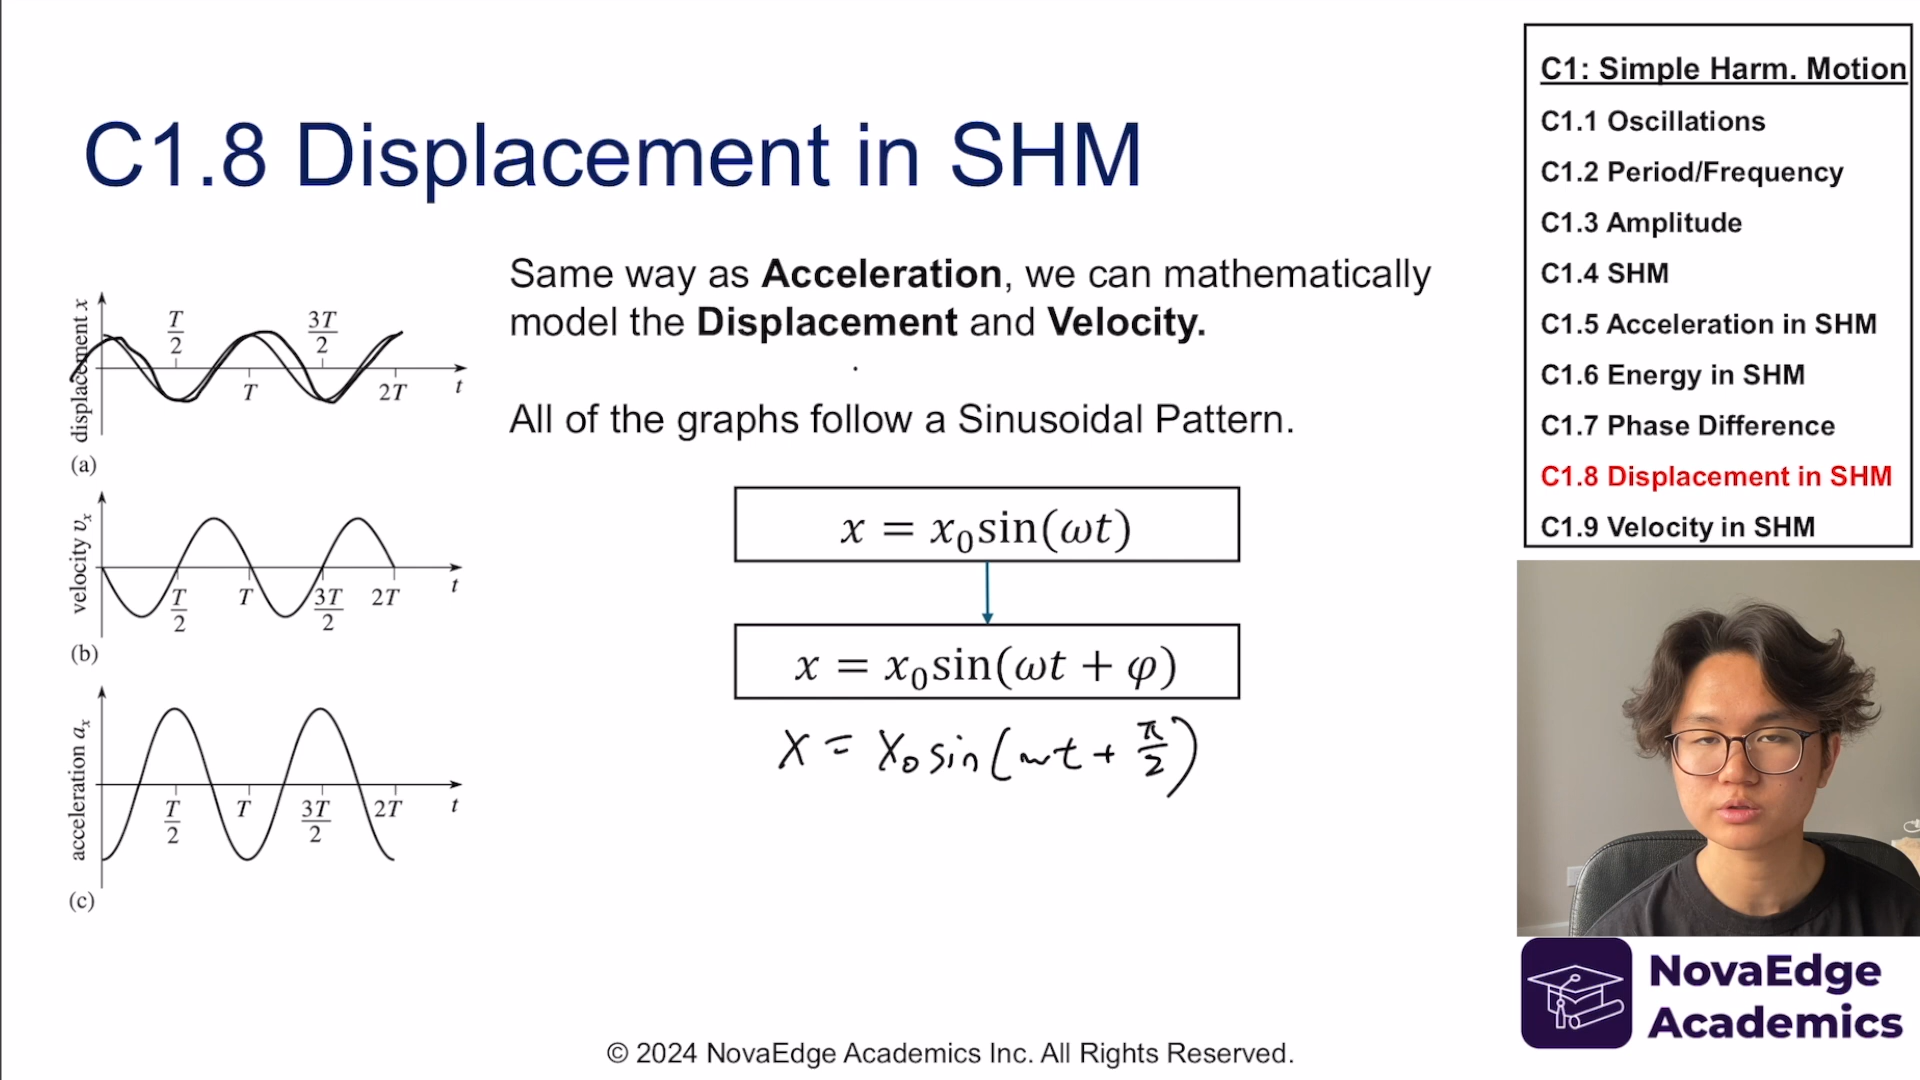 C1.8 Displacement in SHM
Same way as Acceleration, we can mathematically
model the Displacement and Velocity.
All of the graphs follow a Sinusoidal Pattern.
x = x₀sin(ωt)
x = x₀sin(ωt + φ)
x = x₀ sin(ωt + π/2)
displacement x
T/2
3T/2
T
2T
t
(a)
velocity vₓ
T/2
T
3T/2
2T
t
(b)
acceleration aₓ
T/2
T
3T/2
2T
t
(c)
C1: Simple Harm. Motion
C1.1 Oscillations
C1.2 Period/Frequency
C1.3 Amplitude
C1.4 SHM
C1.5 Acceleration in SHM
C1.6 Energy in SHM
C1.7 Phase Difference
C1.8 Displacement in SHM
C1.9 Velocity in SHM
NovaEdge
Academics
© 2024 NovaEdge Academics Inc. All Rights Reserved.